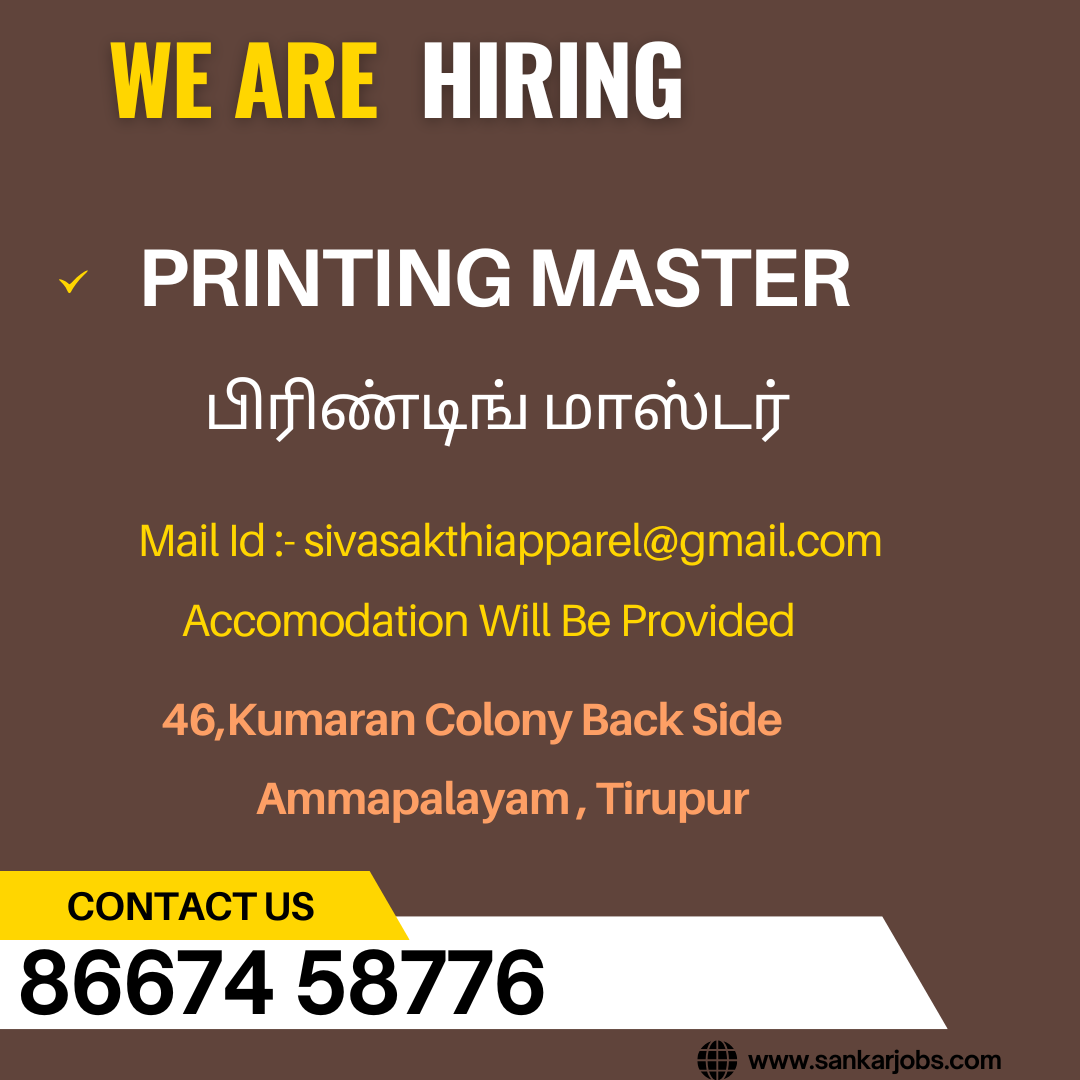 WE ARE HIRING
PRINTING MASTER
பிரிண்டிங் மாஸ்டர்
Mail Id :- sivasakthiapparel@gmail.com
Accomodation Will Be Provided
46,Kumaran Colony Back Side
Ammapalayam , Tirupur
CONTACT US
86674 58776
www.sankarjobs.com